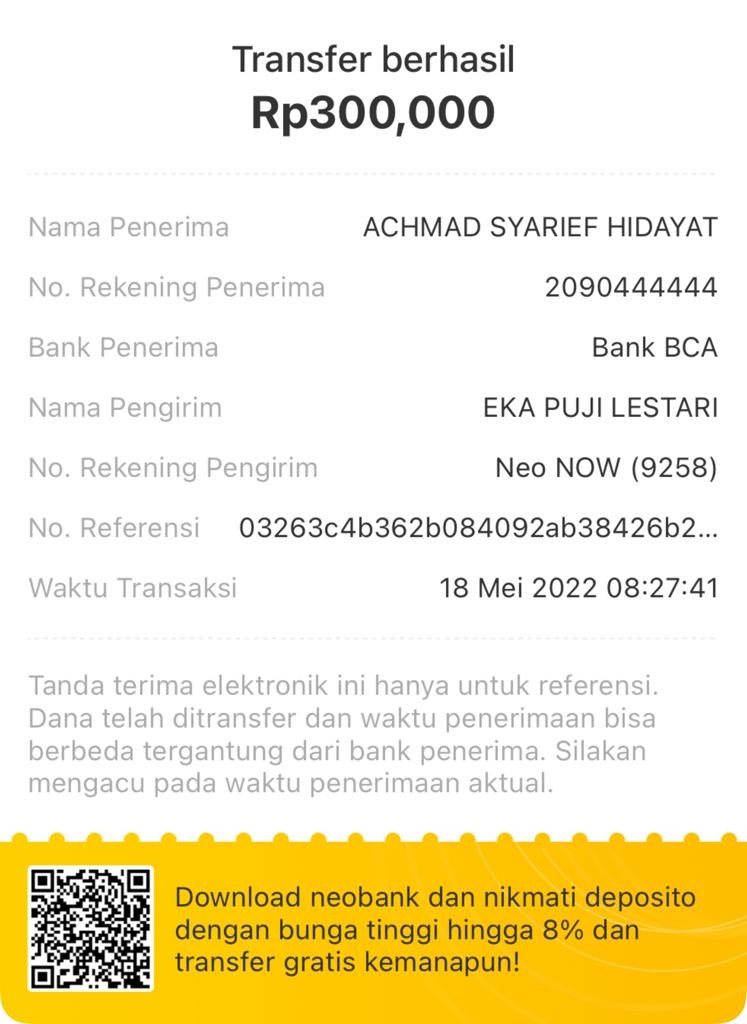 Transfer berhasil
Rp300,000
Nama Penerima ACHMAD SYARIEF HIDAYAT
No. Rekening Penerima 2090444444
Bank Penerima Bank BCA
Nama Pengirim EKA PUJI LESTARI
No. Rekening Pengirim Neo NOW (9258)
No. Referensi 03263c4b362b084092ab38426b2...
Waktu Transaksi 18 Mei 2022 08:27:41
Tanda terima elektronik ini hanya untuk referensi.
Dana telah ditransfer dan waktu penerimaan bisa
berbeda tergantung dari bank penerima. Silakan
mengacu pada waktu penerimaan aktual.
Download neobank dan nikmati deposito
dengan bunga tinggi hingga 8% dan
transfer gratis kemanapun!